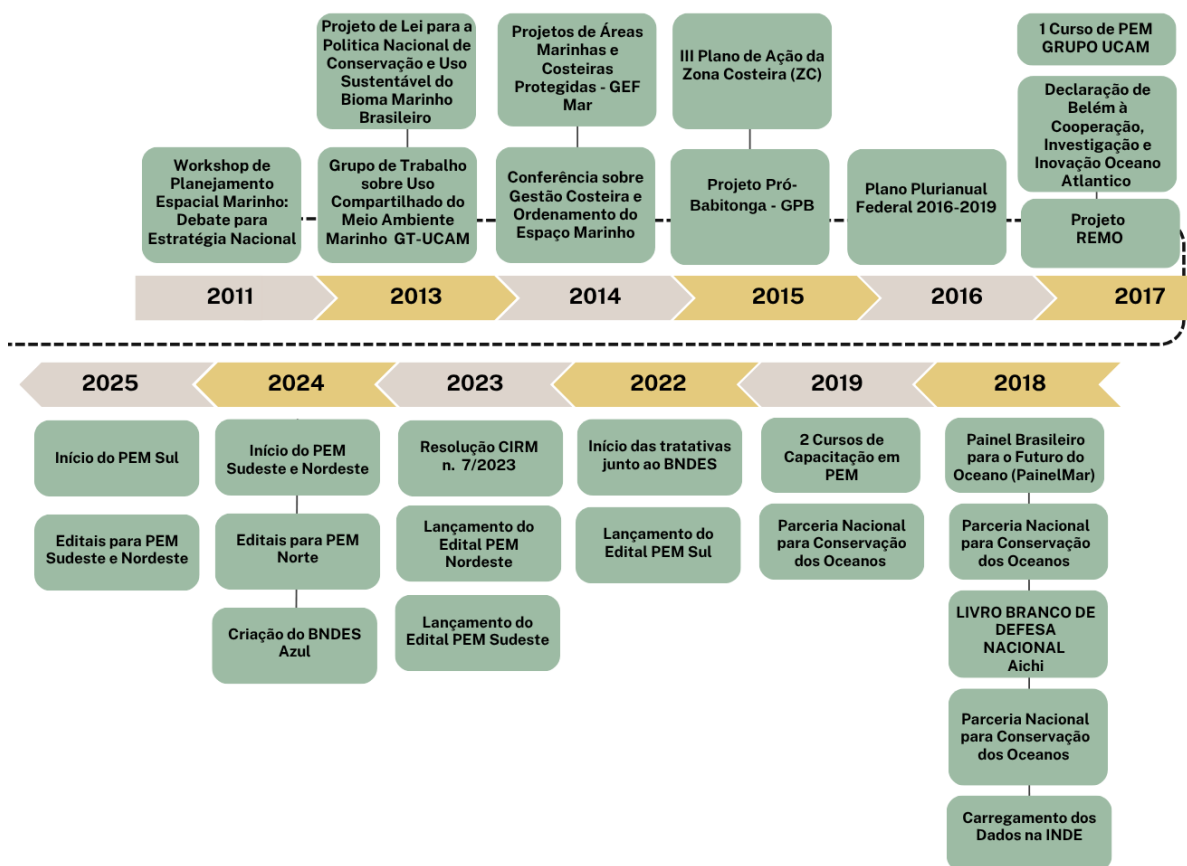 Projeto de Lei para a
Politica Nacional de
Conservação e Uso
Sustentável do
Bioma Marinho
Brasileiro
Projetos de Áreas
Marinhas e
Costeiras
Protegidas - GEF
Mar
III Plano de Ação da
Zona Costeira (ZC)
1 Curso de PEM
GRUPO UCAM
Declaração de
Belém à
Cooperação,
Investigação e
Inovação Oceano
Atlantico
Workshop de
Planejamento
Espacial Marinho:
Debate para
Estratégia Nacional
Grupo de Trabalho
sobre Uso
Compartilhado do
Meio Ambiente
Marinho GT-UCAM
Conferência sobre
Gestão Costeira e
Ordenamento do
Espaço Marinho
Projeto Pró-
Babitonga - GPB
Plano Plurianual
Federal 2016-2019
Projeto
REMO
2011
2013
2014
2015
2016
2017
2025
2024
2023
2022
2019
2018
Início do PEM Sul
Editais para PEM
Sudeste e Nordeste
Início do PEM
Sudeste e Nordeste
Editais para PEM
Norte
Criação do BNDES
Azul
Resolução CIRM
n. 7/2023
Lançamento do
Edital PEM
Nordeste
Lançamento do
Edital PEM Sudeste
Início das tratativas
junto ao BNDES
Lançamento do
Edital PEM Sul
2 Cursos de
Capacitação em
PEM
Parceria Nacional
para Conservação
dos Oceanos
Painel Brasileiro
para o Futuro do
Oceano (PainelMar)
Parceria Nacional
para Conservação
dos Oceanos
LIVRO BRANCO DE
DEFESA
NACIONAL
Aichi
Parceria Nacional
para Conservação
dos Oceanos
Carregamento dos
Dados na INDE